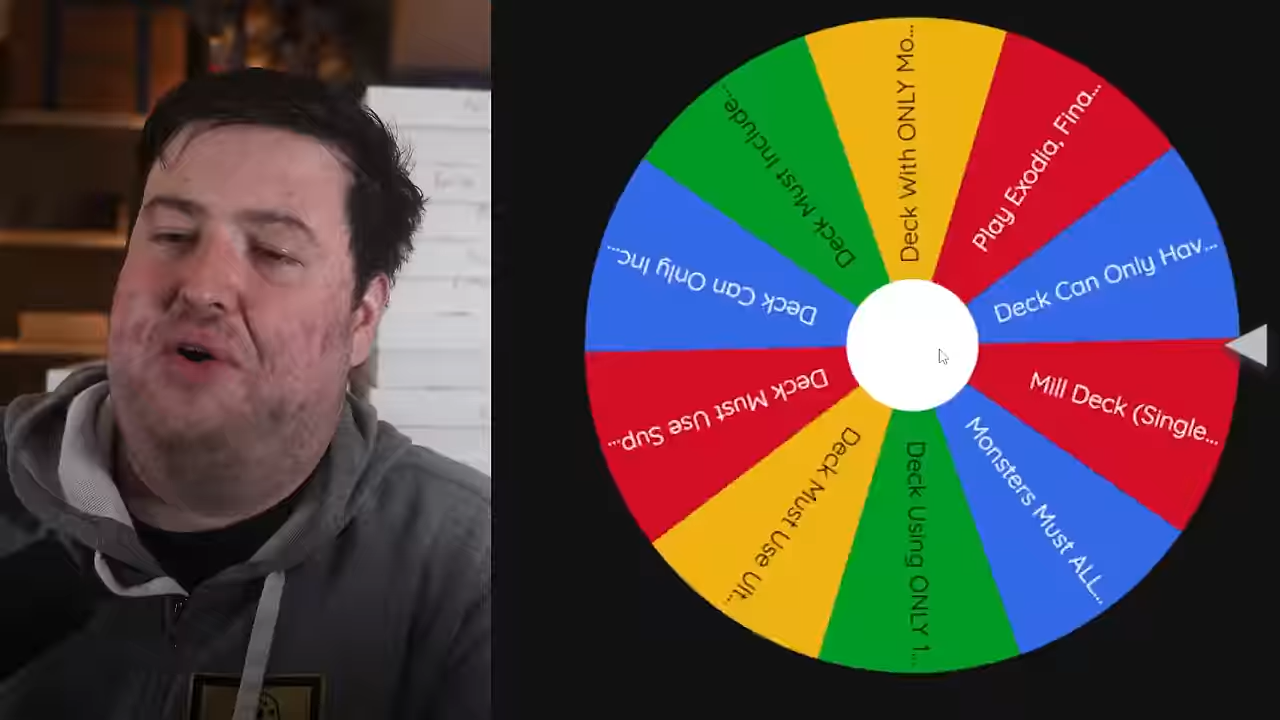 Deck With ONLY Mo...
Play Exodia, Fina...
Deck Can Only Hav...
Mill Deck (Single...
Monsters Must ALL...
Deck Using ONLY 1...
Deck Must Use Ult...
Deck Must Use Sup...
Deck Can Only Inc...
Deck Must Include...